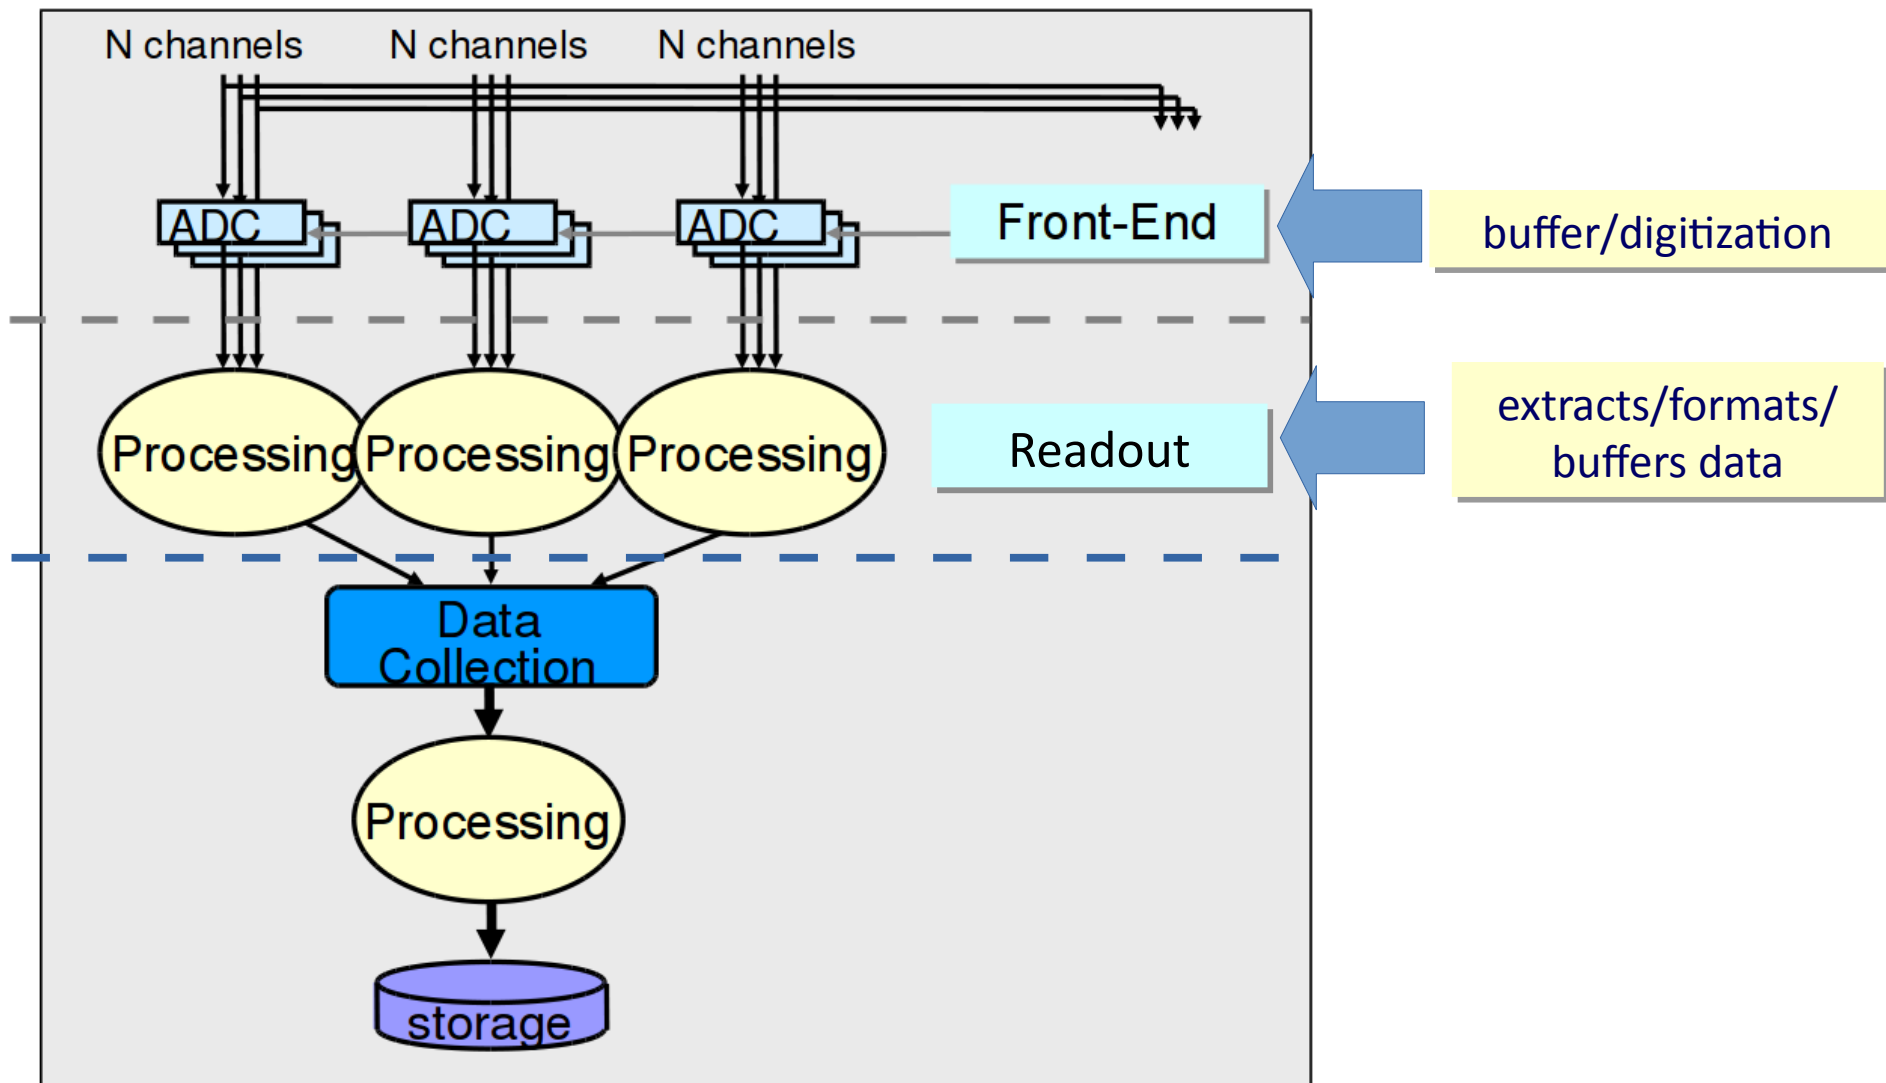 N channels
N channels
N channels
ADC
ADC
ADC
Front-End
buffer/digitization
Processing
Processing
Processing
Readout
extracts/formats/
buffers data
Data
Collection
Processing
storage